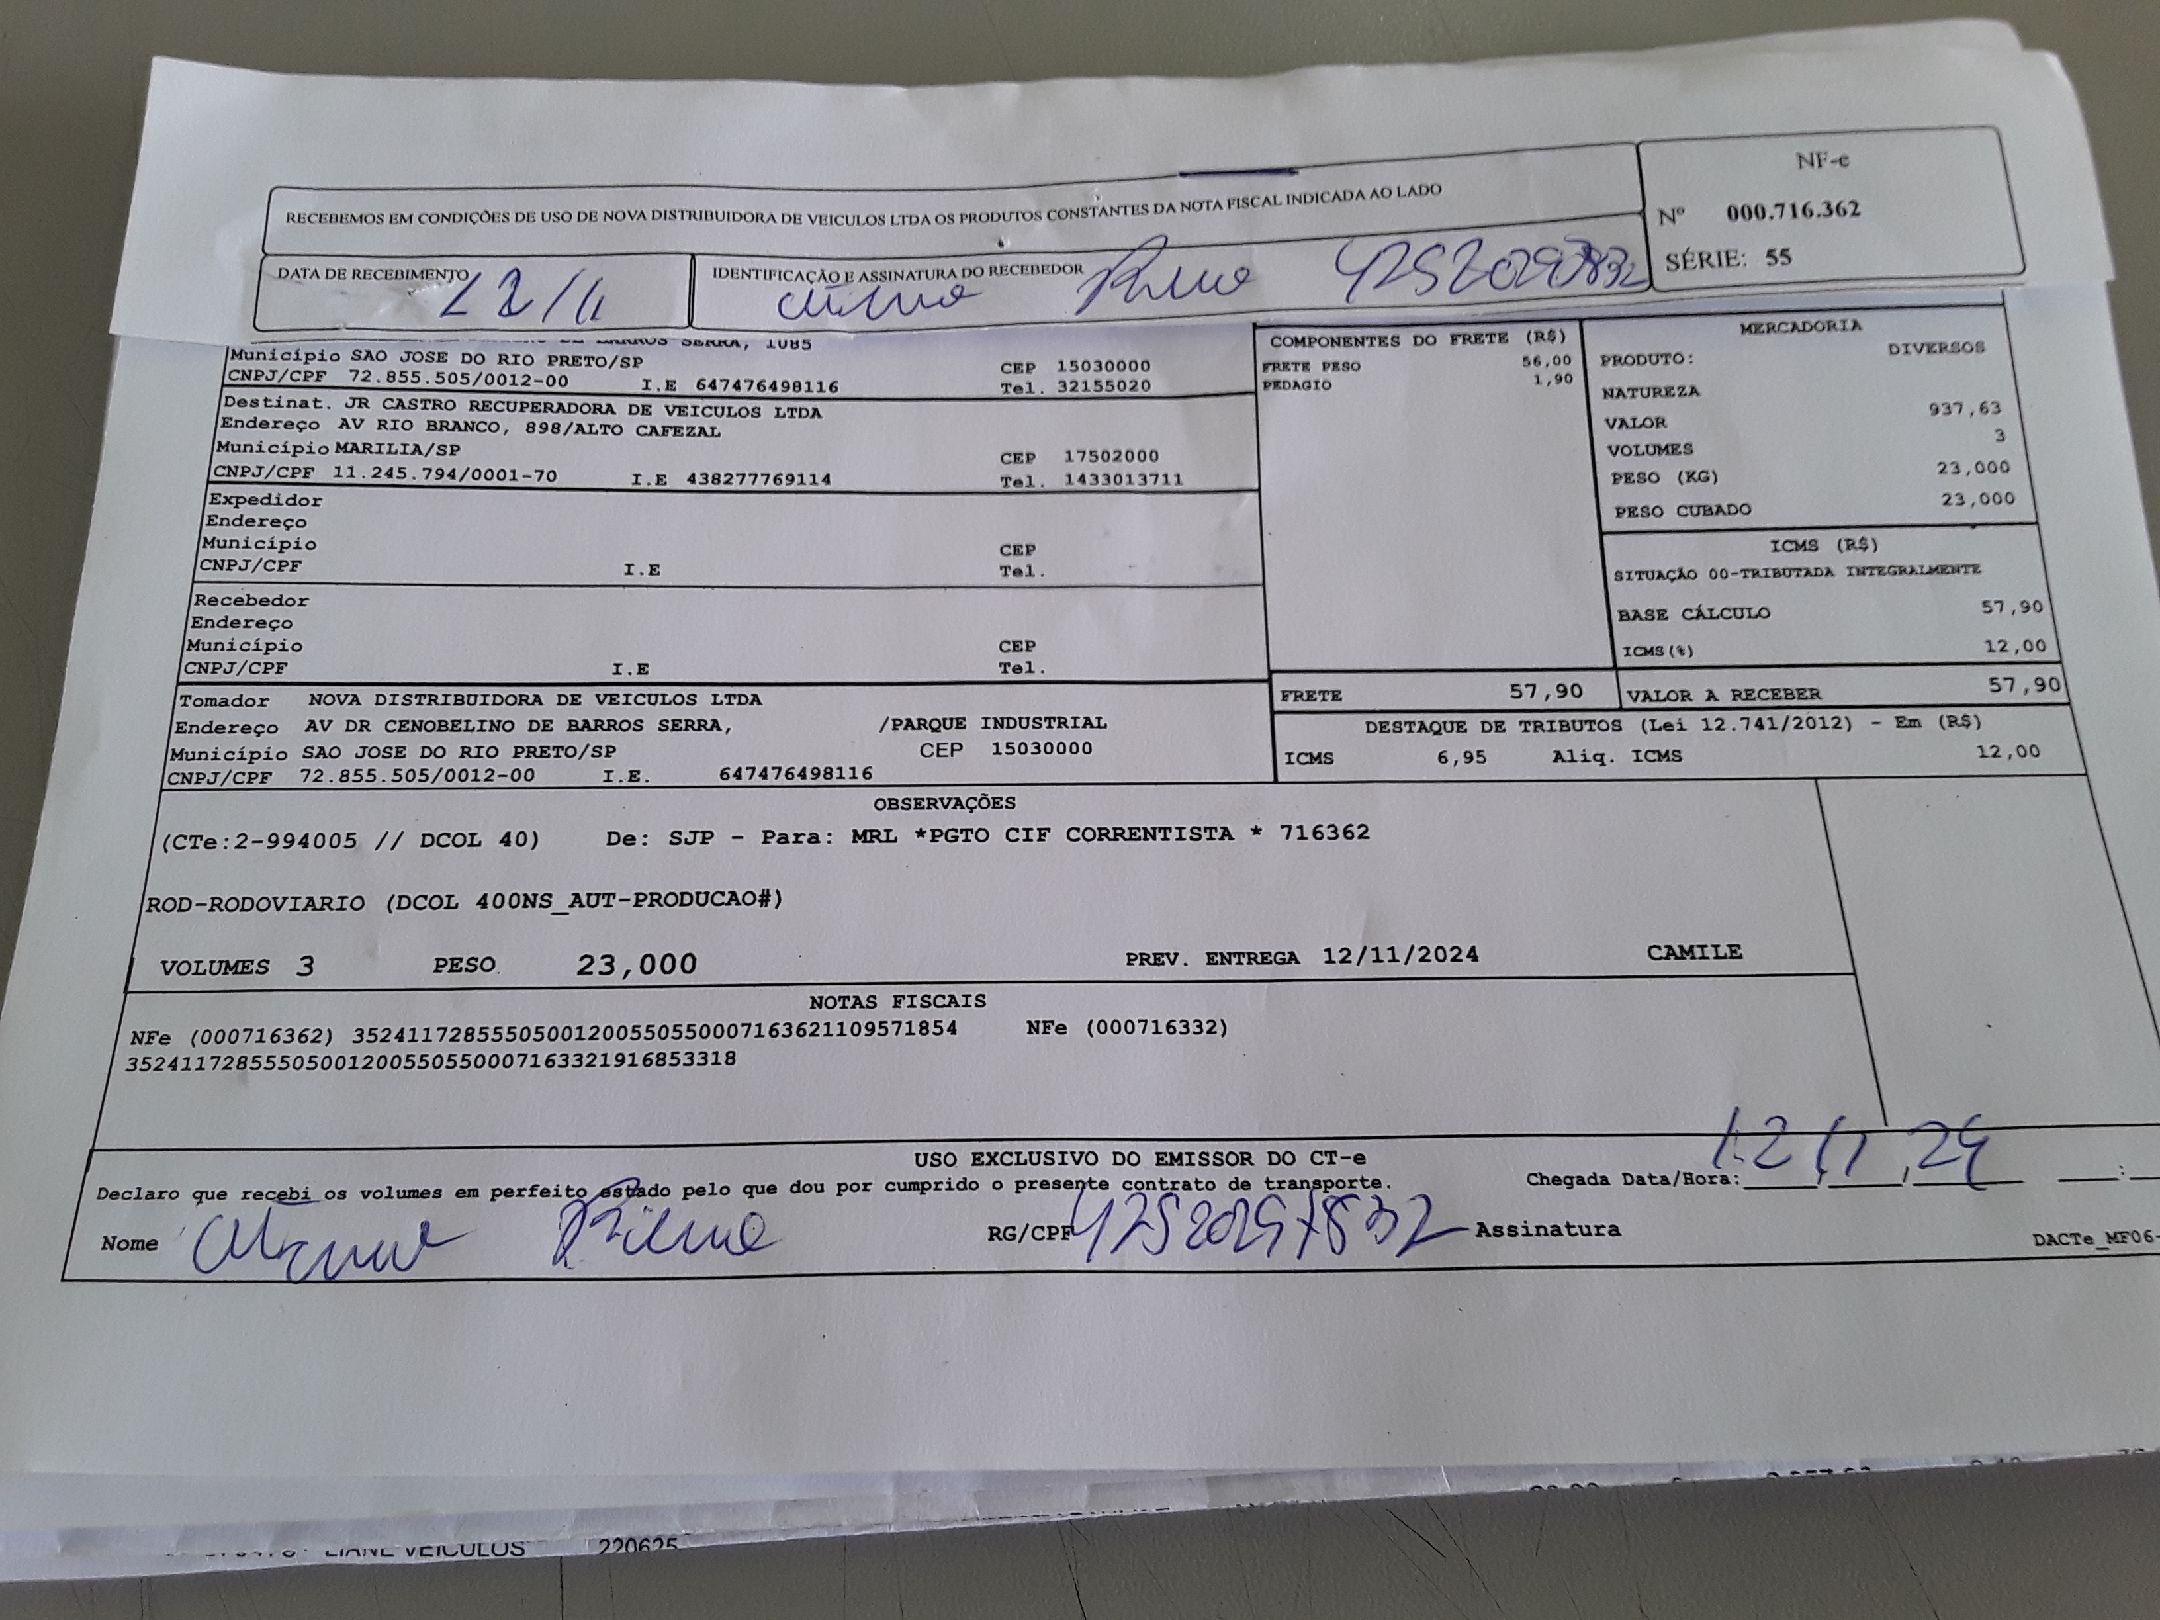 NF-e
RECEBEMOS EM CONDIÇÕES DE USO DE NOVA DISTRIBUIDORA DE VEICULOS LTDA OS PRODUTOS CONSTANTES DA NOTA FISCAL INDICADA AO LADO
Nº 000.716.362
SÉRIE: 55
DATA DE RECEBIMENTO 12/11
IDENTIFICAÇÃO E ASSINATURA DO RECEBEDOR
BARROS SERRA, 1085
Município SAO JOSE DO RIO PRETO/SP CEP 15030000
CNPJ/CPF 72.855.505/0012-00 I.E 647476498116 Tel. 32155020
Destinat. JR CASTRO RECUPERADORA DE VEICULOS LTDA
Endereço AV RIO BRANCO, 898/ALTO CAFEZAL
Município MARILIA/SP CEP 17502000
CNPJ/CPF 11.245.794/0001-70 I.E 438277769114 Tel. 1433013711
Expedidor
Endereço
Município CEP
CNPJ/CPF I.E Tel.
Recebedor
Endereço
Município CEP
CNPJ/CPF I.E Tel.
Tomador NOVA DISTRIBUIDORA DE VEICULOS LTDA
Endereço AV DR CENOBELINO DE BARROS SERRA, /PARQUE INDUSTRIAL
Município SAO JOSE DO RIO PRETO/SP CEP 15030000
CNPJ/CPF 72.855.505/0012-00 I.E. 647476498116
COMPONENTES DO FRETE (R$)
FRETE PESO 56,00
PEDAGIO 1,90
MERCADORIA
PRODUTO: DIVERSOS
NATUREZA
VALOR 937,63
VOLUMES 3
PESO (KG) 23,000
PESO CUBADO 23,000
ICMS (R$)
SITUAÇÃO 00-TRIBUTADA INTEGRALMENTE
BASE CÁLCULO 57,90
ICMS(%) 12,00
FRETE 57,90 VALOR A RECEBER 57,90
DESTAQUE DE TRIBUTOS (Lei 12.741/2012) - Em (R$)
ICMS 6,95 Aliq. ICMS 12,00
OBSERVAÇÕES
(CTe:2-994005 // DCOL 40) De: SJP - Para: MRL *PGTO CIF CORRENTISTA * 716362
ROD-RODOVIARIO (DCOL 400NS_AUT-PRODUCAO#)
VOLUMES 3 PESO 23,000 PREV. ENTREGA 12/11/2024 CAMILE
NOTAS FISCAIS
NFe (000716362) 35241172855505001200550550007163621109571854 NFe (000716332)
35241172855505001200550550007163321916853318
USO EXCLUSIVO DO EMISSOR DO CT-e
Declaro que recebi os volumes em perfeito estado pelo que dou por cumprido o presente contrato de transporte.
Chegada Data/Hora: 12 11 24 :
Nome RG/CPF 42520297832 Assinatura
DACTe_MF06-
LIANE VEICULOS 220625